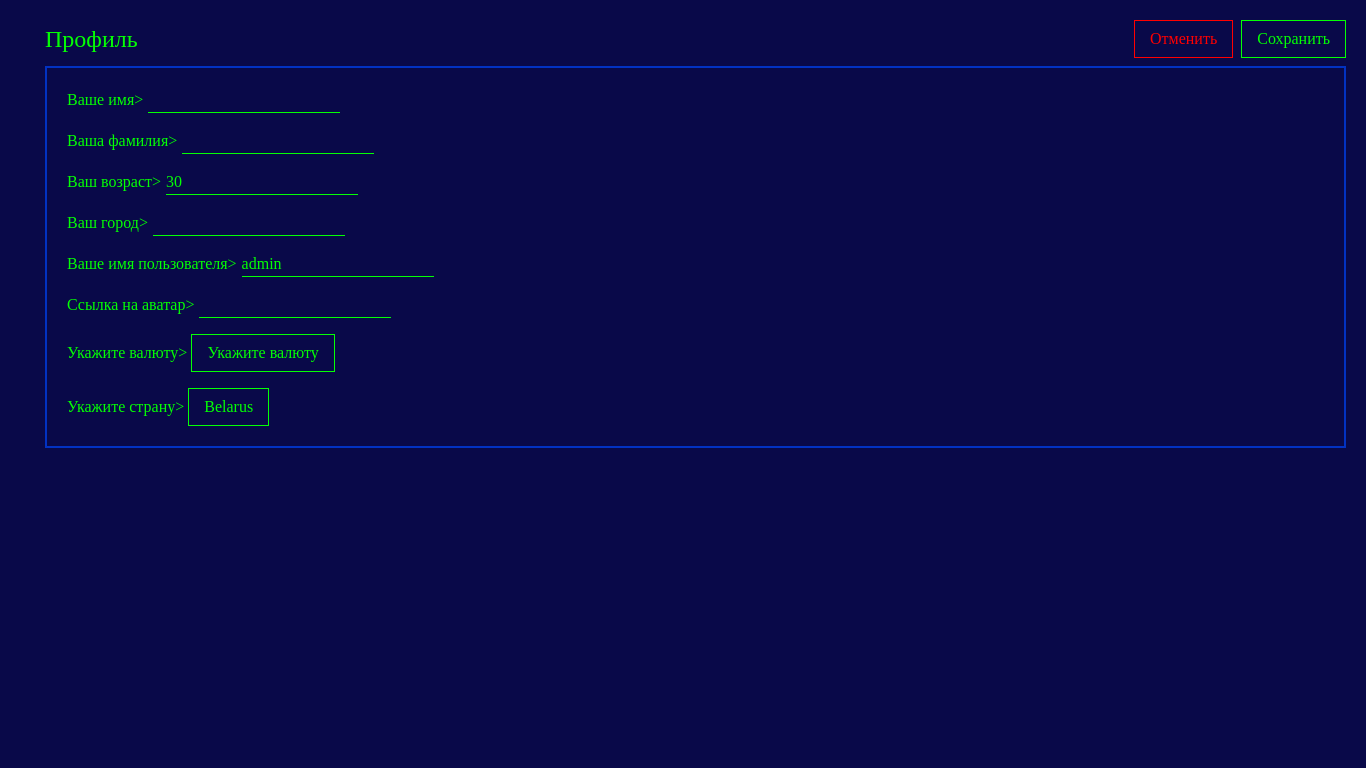 Профиль
Отменить
Сохранить
Ваше имя>
Ваша фамилия>
Ваш возраст> 30
Ваш город>
Ваше имя пользователя> admin
Ссылка на аватар>
Укажите валюту> Укажите валюту
Укажите страну> Belarus